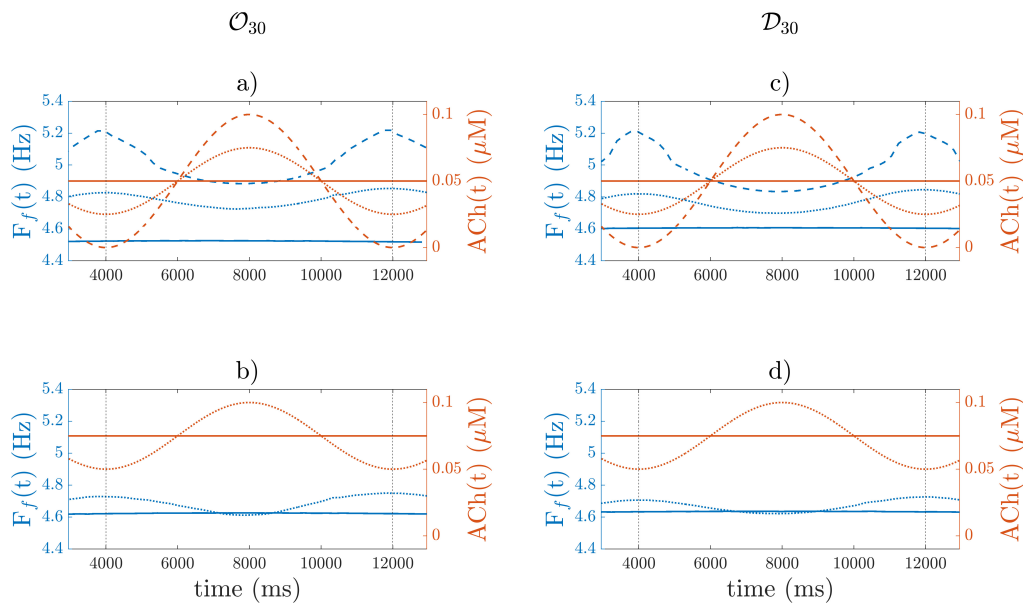 𝒪₃₀
𝒟₃₀
a)
5.4
5.2
5
4.8
4.6
4.4
F_f(t) (Hz)
0.1
0.05
0
ACh(t) (μM)
4000 6000 8000 10000 12000
c)
5.4
5.2
5
4.8
4.6
4.4
F_f(t) (Hz)
0.1
0.05
0
ACh(t) (μM)
4000 6000 8000 10000 12000
b)
5.4
5.2
5
4.8
4.6
4.4
F_f(t) (Hz)
0.1
0.05
0
ACh(t) (μM)
4000 6000 8000 10000 12000
time (ms)
d)
5.4
5.2
5
4.8
4.6
4.4
F_f(t) (Hz)
0.1
0.05
0
ACh(t) (μM)
4000 6000 8000 10000 12000
time (ms)